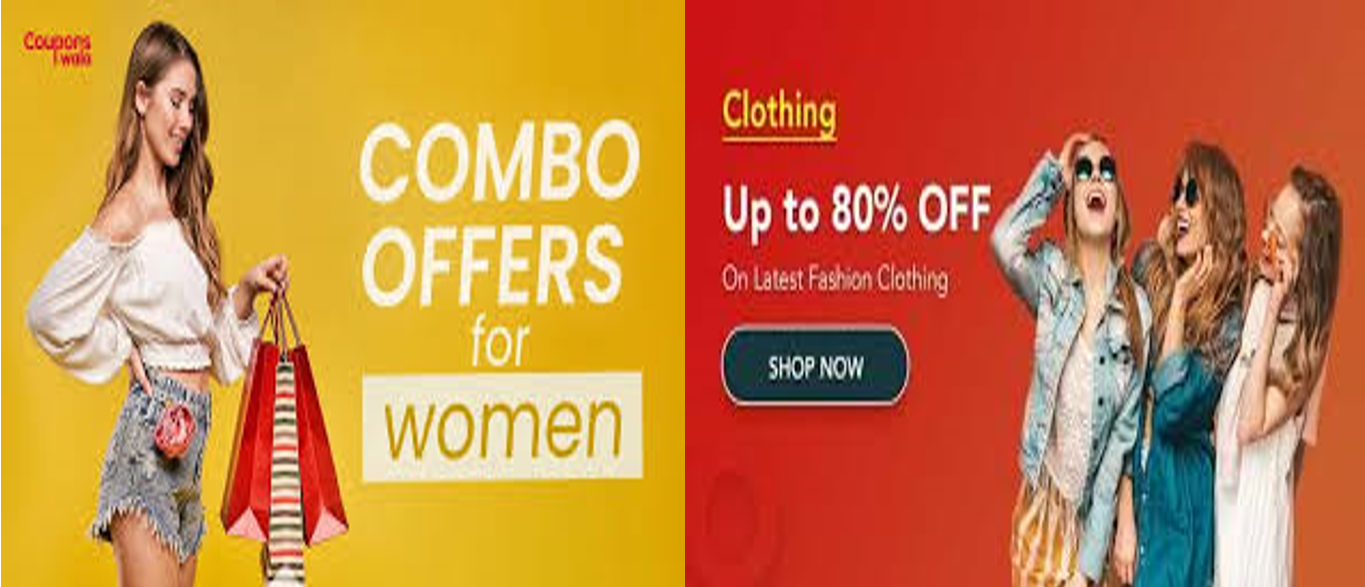 Coupons
wala
COMBO
OFFERS
for
women
Clothing
Up to 80% OFF
On Latest Fashion Clothing
SHOP NOW